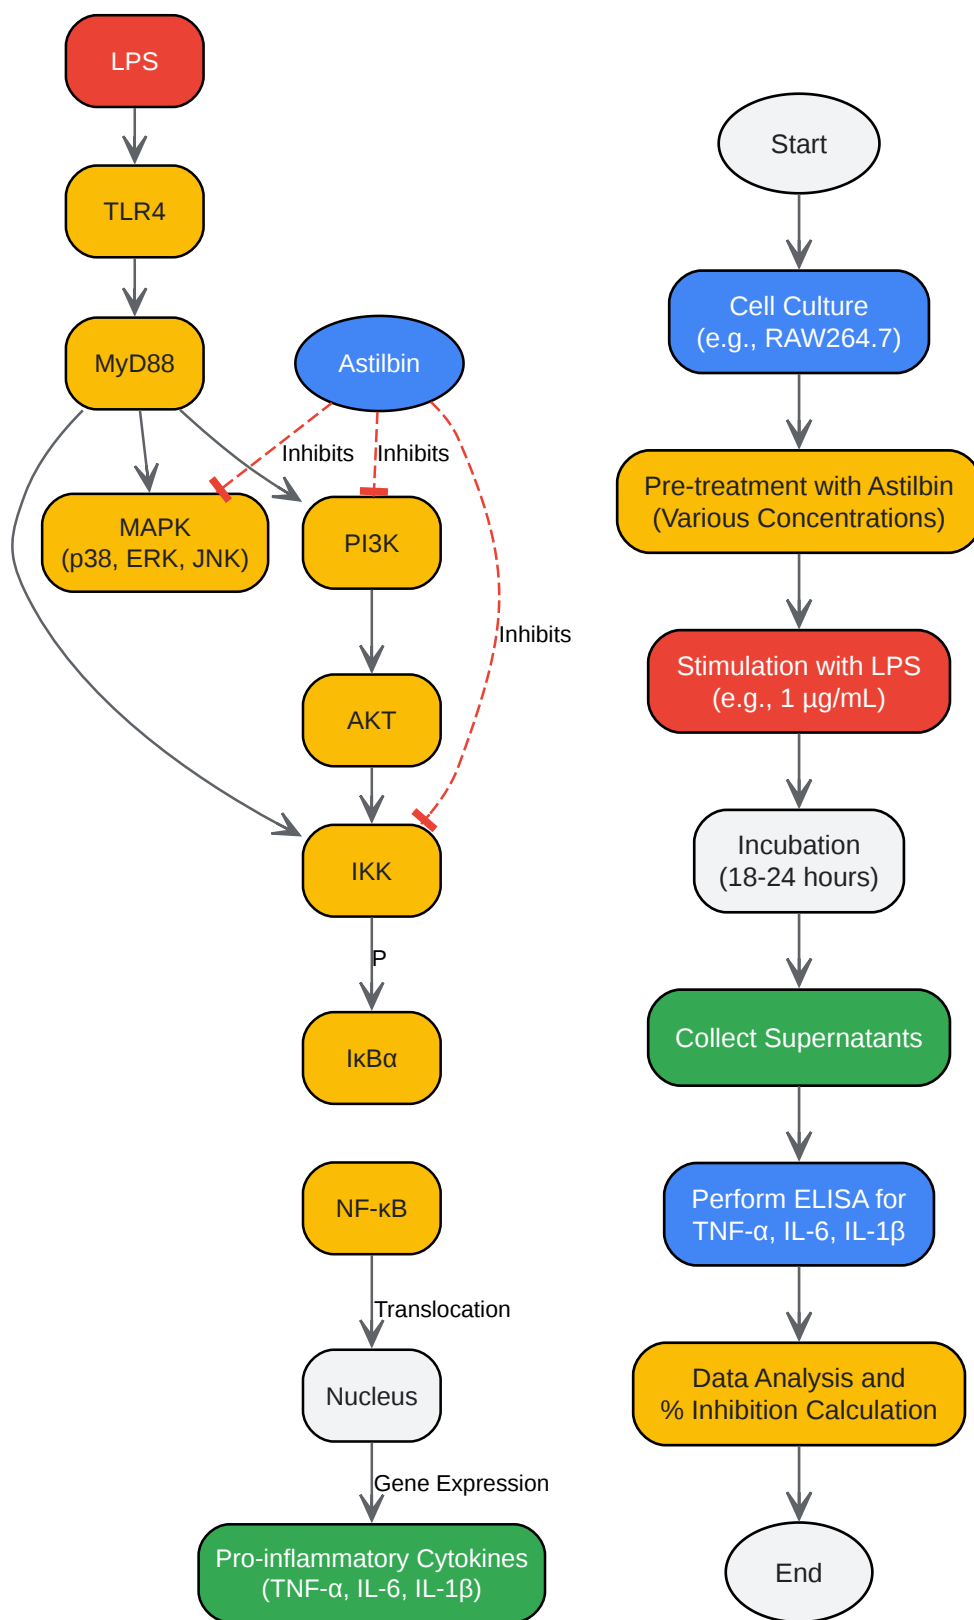 LPS
TLR4
MyD88
Astilbin
Inhibits
Inhibits
MAPK
(p38, ERK, JNK)
PI3K
Inhibits
AKT
IKK
P
IκBα
NF-κB
Translocation
Nucleus
Gene Expression
Pro-inflammatory Cytokines
(TNF-α, IL-6, IL-1β)
Start
Cell Culture
(e.g., RAW264.7)
Pre-treatment with Astilbin
(Various Concentrations)
Stimulation with LPS
(e.g., 1 µg/mL)
Incubation
(18-24 hours)
Collect Supernatants
Perform ELISA for
TNF-α, IL-6, IL-1β
Data Analysis and
% Inhibition Calculation
End